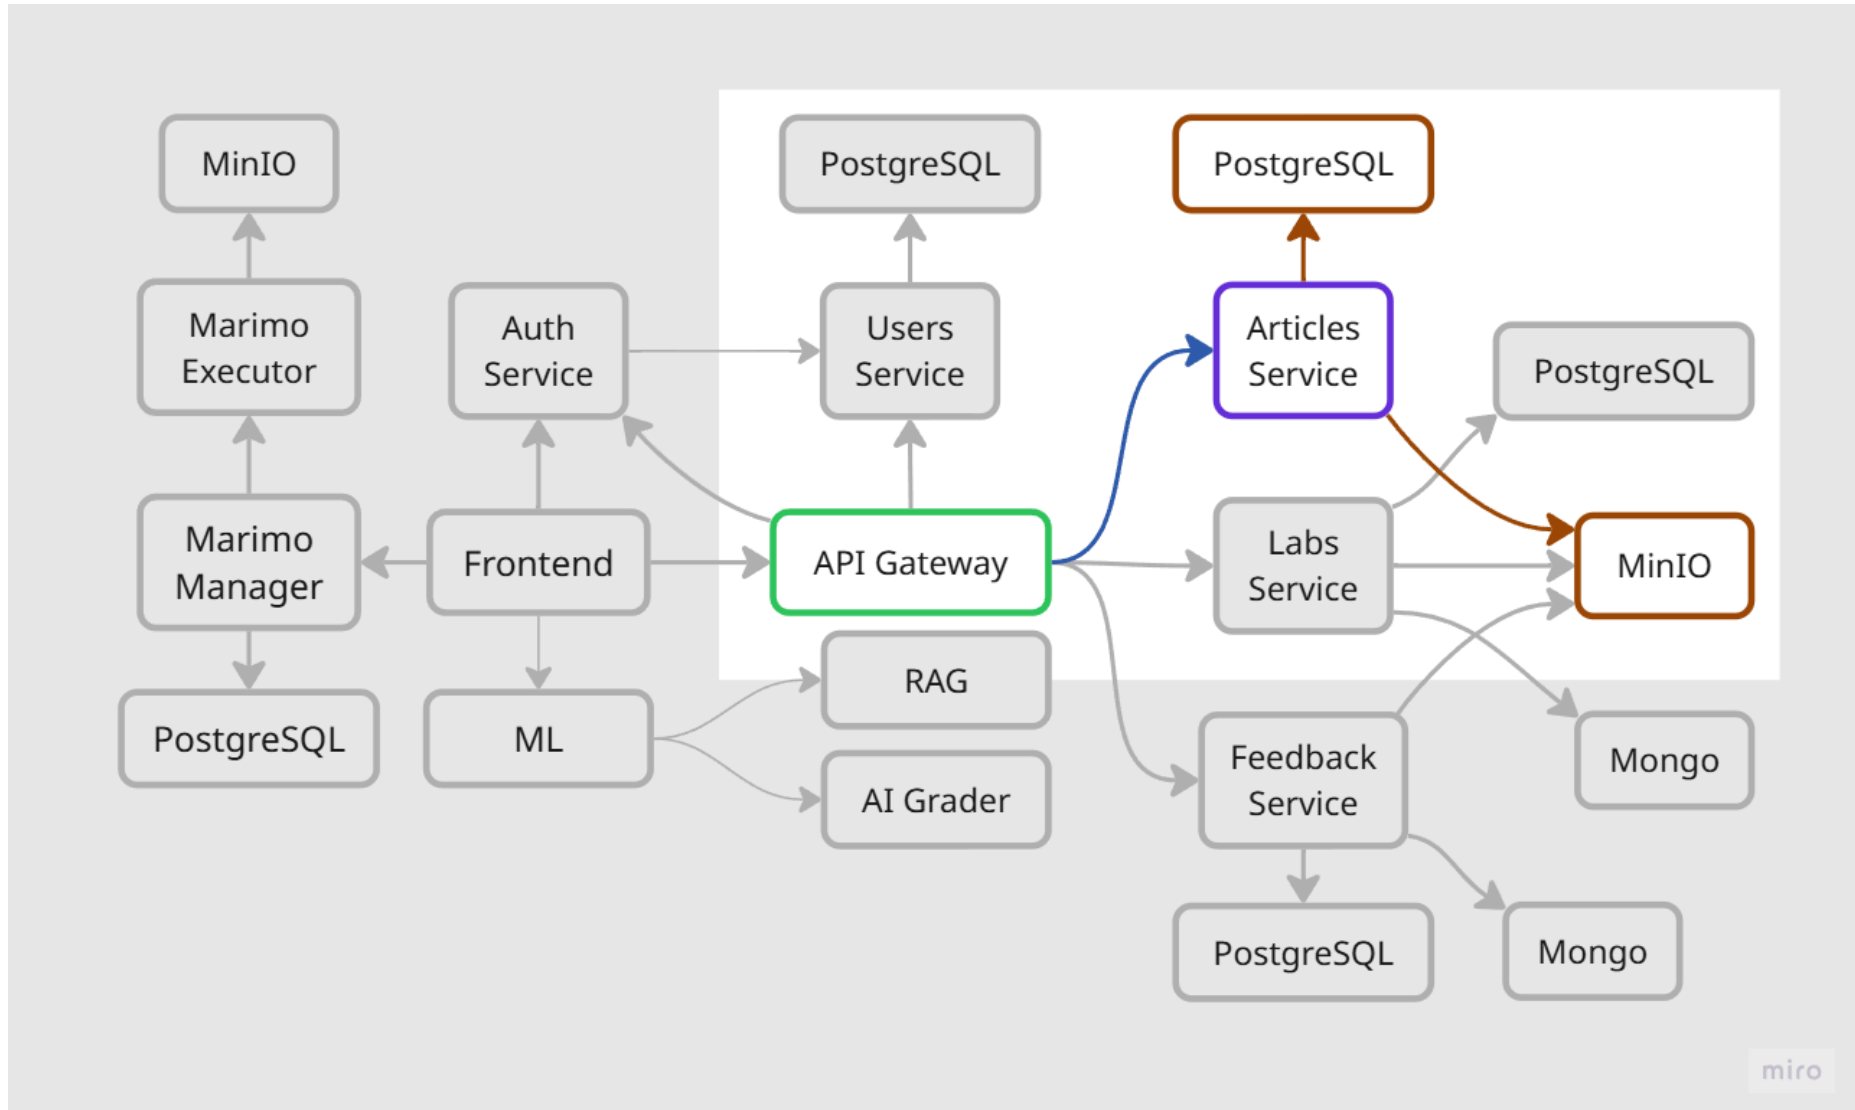 MinIO
PostgreSQL
PostgreSQL
Marimo
Executor
Auth
Service
Users
Service
Articles
Service
PostgreSQL
Marimo
Manager
Frontend
API Gateway
Labs
Service
MinIO
PostgreSQL
ML
RAG
AI Grader
Feedback
Service
Mongo
PostgreSQL
Mongo
miro